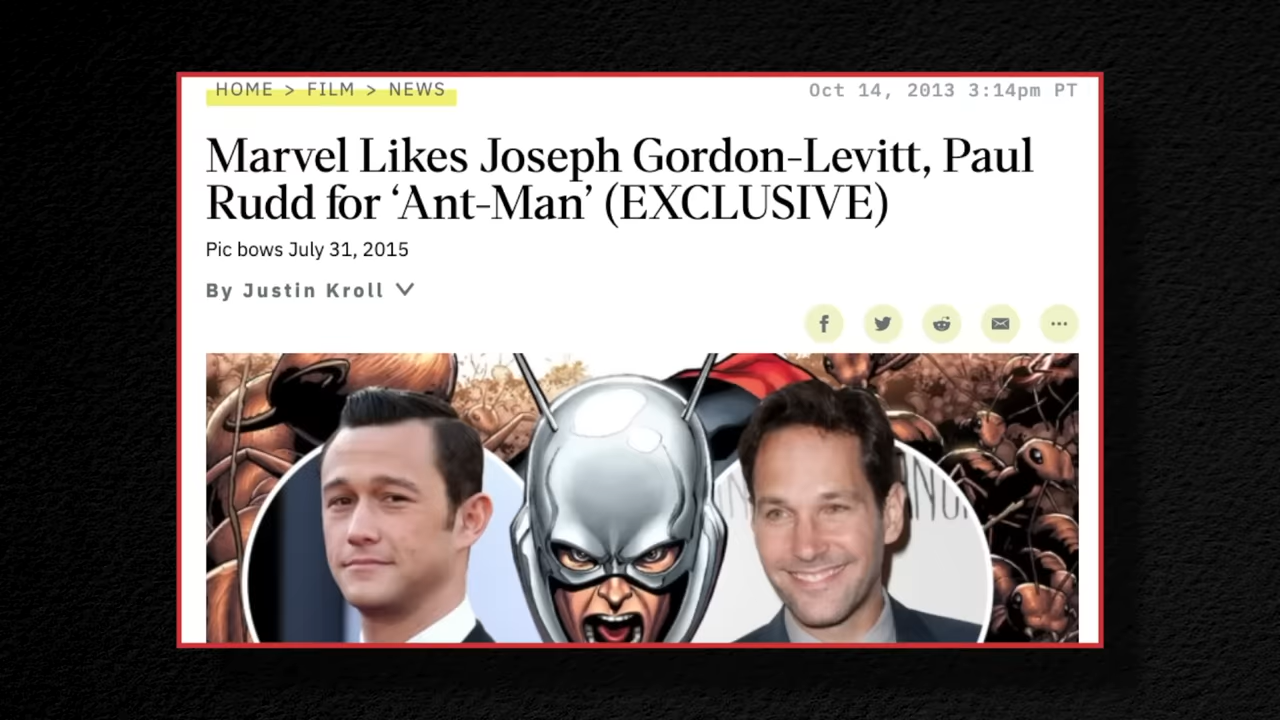 HOME > FILM > NEWS
Oct 14, 2013 3:14pm PT
Marvel Likes Joseph Gordon-Levitt, Paul
Rudd for ‘Ant-Man’ (EXCLUSIVE)
Pic bows July 31, 2015
By Justin Kroll